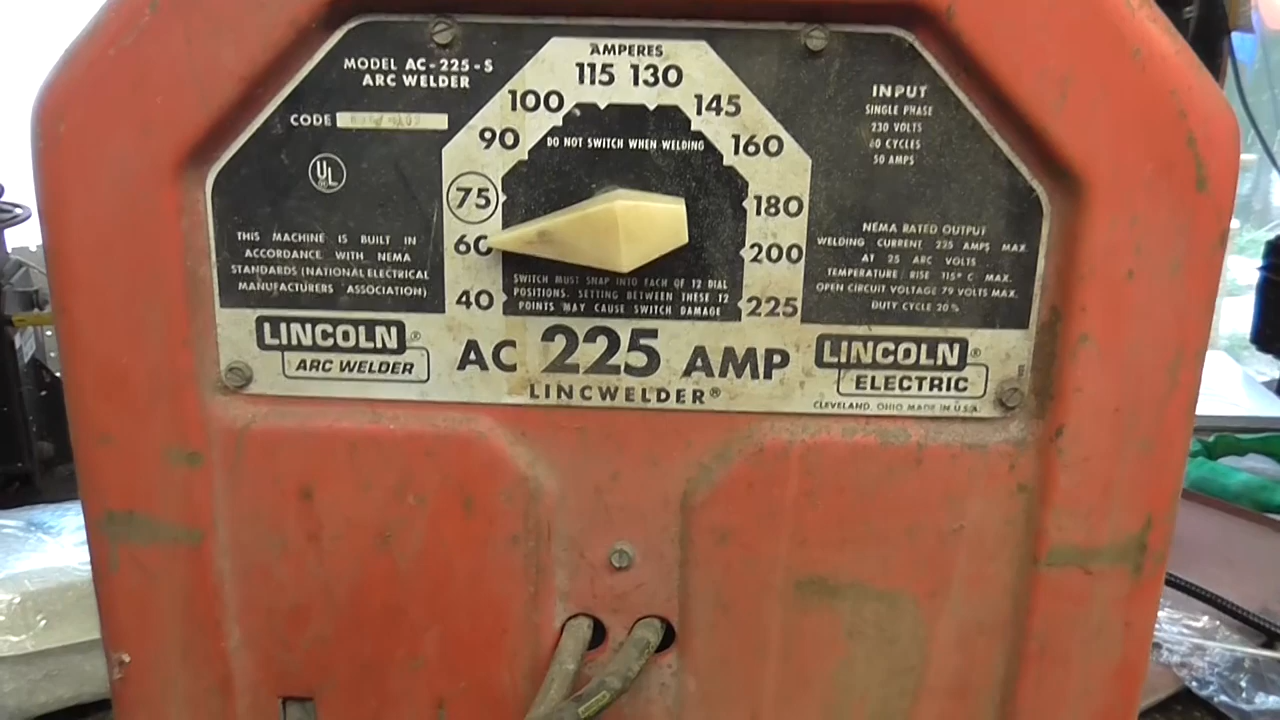 MODEL AC-225-S
ARC WELDER
CODE
UL
THIS MACHINE IS BUILT IN
ACCORDANCE WITH NEMA
STANDARDS (NATIONAL ELECTRICAL
MANUFACTURERS ASSOCIATION)
AMPERES
40
60
75
90
100
115
130
145
160
180
200
225
DO NOT SWITCH WHEN WELDING
SWITCH MUST SNAP INTO EACH OF 12 DIAL
POSITIONS. SETTING BETWEEN THESE 12
POINTS MAY CAUSE SWITCH DAMAGE
INPUT
SINGLE PHASE
230 VOLTS
60 CYCLES
50 AMPS
NEMA RATED OUTPUT
WELDING CURRENT 225 AMPS MAX.
AT 25 ARC VOLTS
TEMPERATURE RISE 115° C MAX.
OPEN CIRCUIT VOLTAGE 79 VOLTS MAX.
DUTY CYCLE 20%
LINCOLN®
ARC WELDER
AC 225 AMP
LINCWELDER®
LINCOLN®
ELECTRIC
CLEVELAND, OHIO MADE IN U.S.A.